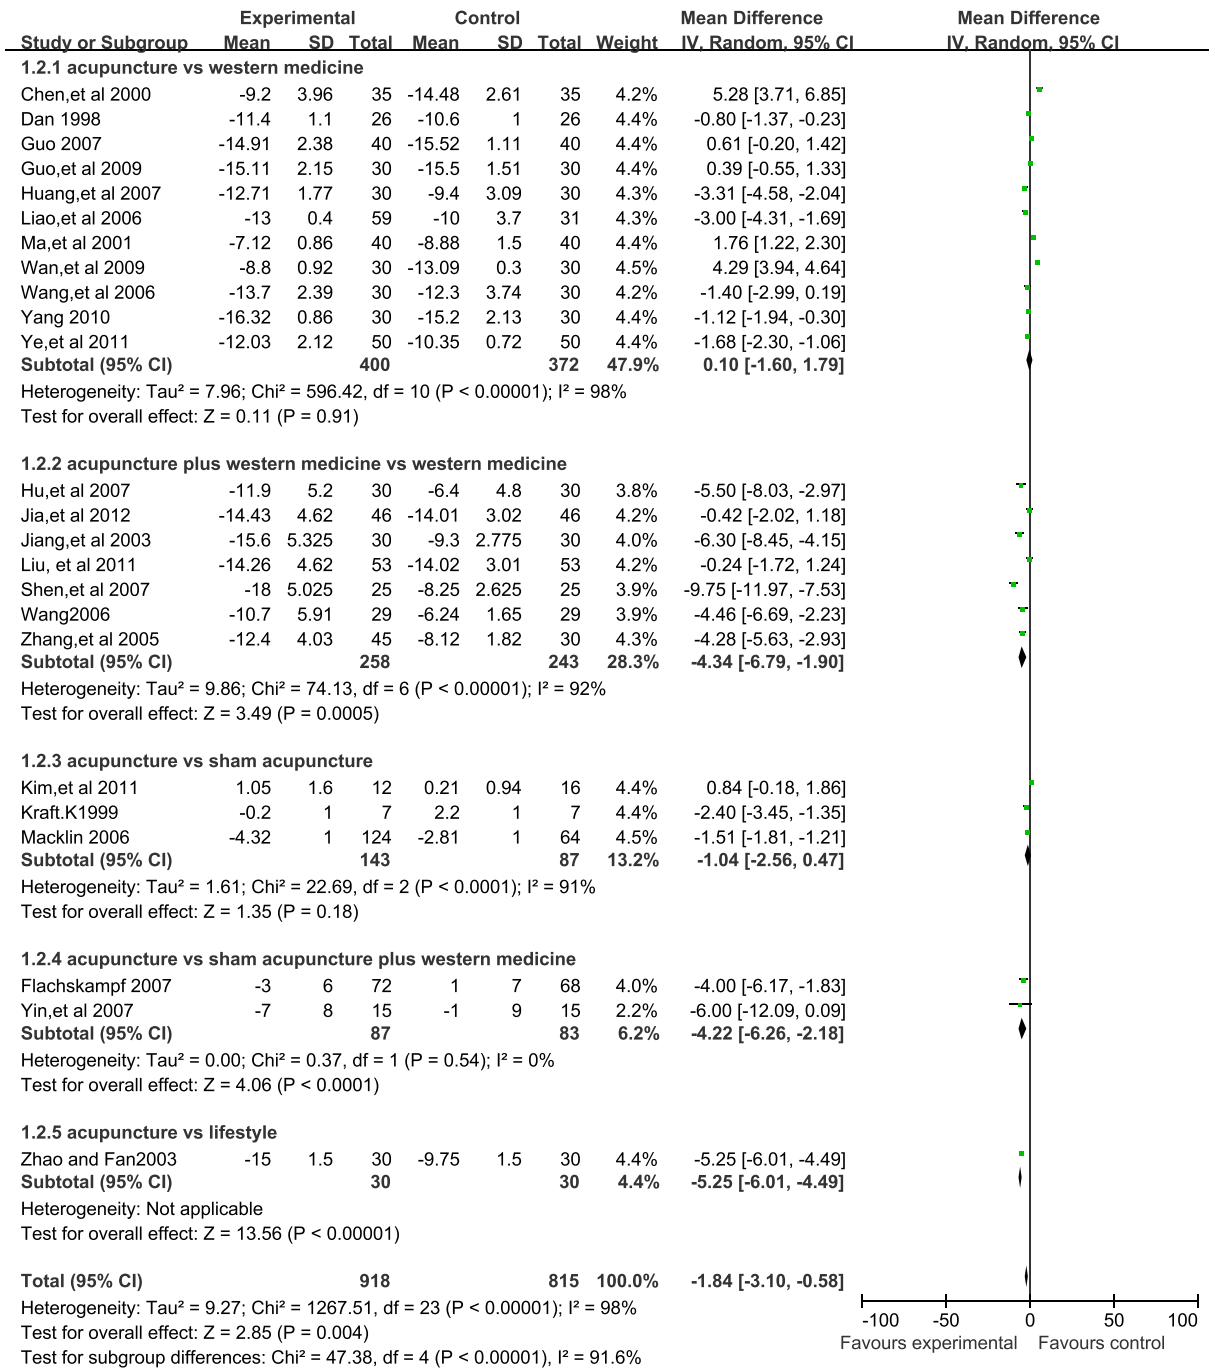 Experimental Control Mean Difference Mean Difference
Study or Subgroup Mean SD Total Mean SD Total Weight IV, Random, 95% CI IV, Random, 95% CI
1.2.1 acupuncture vs western medicine
Chen,et al 2000 -9.2 3.96 35 -14.48 2.61 35 4.2% 5.28 [3.71, 6.85]
Dan 1998 -11.4 1.1 26 -10.6 1 26 4.4% -0.80 [-1.37, -0.23]
Guo 2007 -14.91 2.38 40 -15.52 1.11 40 4.4% 0.61 [-0.20, 1.42]
Guo,et al 2009 -15.11 2.15 30 -15.5 1.51 30 4.4% 0.39 [-0.55, 1.33]
Huang,et al 2007 -12.71 1.77 30 -9.4 3.09 30 4.3% -3.31 [-4.58, -2.04]
Liao,et al 2006 -13 0.4 59 -10 3.7 31 4.3% -3.00 [-4.31, -1.69]
Ma,et al 2001 -7.12 0.86 40 -8.88 1.5 40 4.4% 1.76 [1.22, 2.30]
Wan,et al 2009 -8.8 0.92 30 -13.09 0.3 30 4.5% 4.29 [3.94, 4.64]
Wang,et al 2006 -13.7 2.39 30 -12.3 3.74 30 4.2% -1.40 [-2.99, 0.19]
Yang 2010 -16.32 0.86 30 -15.2 2.13 30 4.4% -1.12 [-1.94, -0.30]
Ye,et al 2011 -12.03 2.12 50 -10.35 0.72 50 4.4% -1.68 [-2.30, -1.06]
Subtotal (95% CI) 400 372 47.9% 0.10 [-1.60, 1.79]
Heterogeneity: Tau² = 7.96; Chi² = 596.42, df = 10 (P < 0.00001); I² = 98%
Test for overall effect: Z = 0.11 (P = 0.91)
1.2.2 acupuncture plus western medicine vs western medicine
Hu,et al 2007 -11.9 5.2 30 -6.4 4.8 30 3.8% -5.50 [-8.03, -2.97]
Jia,et al 2012 -14.43 4.62 46 -14.01 3.02 46 4.2% -0.42 [-2.02, 1.18]
Jiang,et al 2003 -15.6 5.325 30 -9.3 2.775 30 4.0% -6.30 [-8.45, -4.15]
Liu, et al 2011 -14.26 4.62 53 -14.02 3.01 53 4.2% -0.24 [-1.72, 1.24]
Shen,et al 2007 -18 5.025 25 -8.25 2.625 25 3.9% -9.75 [-11.97, -7.53]
Wang2006 -10.7 5.91 29 -6.24 1.65 29 3.9% -4.46 [-6.69, -2.23]
Zhang,et al 2005 -12.4 4.03 45 -8.12 1.82 30 4.3% -4.28 [-5.63, -2.93]
Subtotal (95% CI) 258 243 28.3% -4.34 [-6.79, -1.90]
Heterogeneity: Tau² = 9.86; Chi² = 74.13, df = 6 (P < 0.00001); I² = 92%
Test for overall effect: Z = 3.49 (P = 0.0005)
1.2.3 acupuncture vs sham acupuncture
Kim,et al 2011 1.05 1.6 12 0.21 0.94 16 4.4% 0.84 [-0.18, 1.86]
Kraft.K1999 -0.2 1 7 2.2 1 7 4.4% -2.40 [-3.45, -1.35]
Macklin 2006 -4.32 1 124 -2.81 1 64 4.5% -1.51 [-1.81, -1.21]
Subtotal (95% CI) 143 87 13.2% -1.04 [-2.56, 0.47]
Heterogeneity: Tau² = 1.61; Chi² = 22.69, df = 2 (P < 0.0001); I² = 91%
Test for overall effect: Z = 1.35 (P = 0.18)
1.2.4 acupuncture vs sham acupuncture plus western medicine
Flachskampf 2007 -3 6 72 1 7 68 4.0% -4.00 [-6.17, -1.83]
Yin,et al 2007 -7 8 15 -1 9 15 2.2% -6.00 [-12.09, 0.09]
Subtotal (95% CI) 87 83 6.2% -4.22 [-6.26, -2.18]
Heterogeneity: Tau² = 0.00; Chi² = 0.37, df = 1 (P = 0.54); I² = 0%
Test for overall effect: Z = 4.06 (P < 0.0001)
1.2.5 acupuncture vs lifestyle
Zhao and Fan2003 -15 1.5 30 -9.75 1.5 30 4.4% -5.25 [-6.01, -4.49]
Subtotal (95% CI) 30 30 4.4% -5.25 [-6.01, -4.49]
Heterogeneity: Not applicable
Test for overall effect: Z = 13.56 (P < 0.00001)
Total (95% CI) 918 815 100.0% -1.84 [-3.10, -0.58]
Heterogeneity: Tau² = 9.27; Chi² = 1267.51, df = 23 (P < 0.00001); I² = 98%
Test for overall effect: Z = 2.85 (P = 0.004)
Test for subgroup differences: Chi² = 47.38, df = 4 (P < 0.00001), I² = 91.6%
-100 -50 0 50 100
Favours experimental Favours control